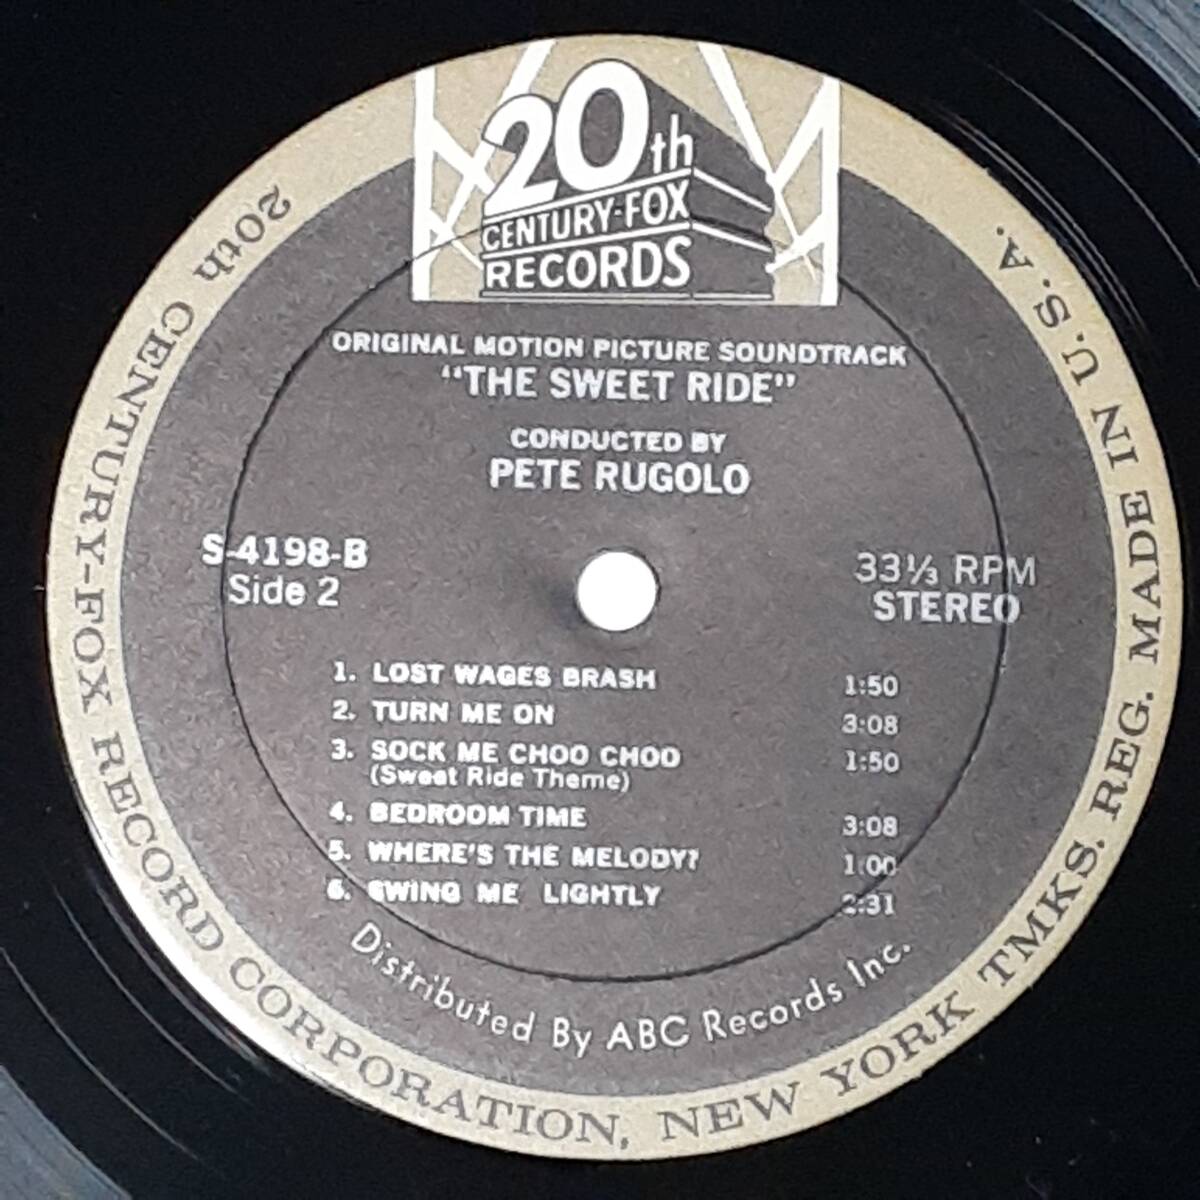 20th
CENTURY-FOX
RECORDS
ORIGINAL MOTION PICTURE SOUNDTRACK
"THE SWEET RIDE"
CONDUCTED BY
PETE RUGOLO
S-4198-B
Side 2
33⅓ RPM
STEREO
1. LOST WAGES BRASH 1:50
2. TURN ME ON 3:08
3. SOCK ME CHOO CHOO 1:50
(Sweet Ride Theme)
4. BEDROOM TIME 3:08
5. WHERE'S THE MELODY? 1:00
6. SWING ME LIGHTLY 2:31
Distributed By ABC Records Inc.
20th CENTURY-FOX RECORD CORPORATION, NEW YORK TMKS. REG. MADE IN U.S.A.